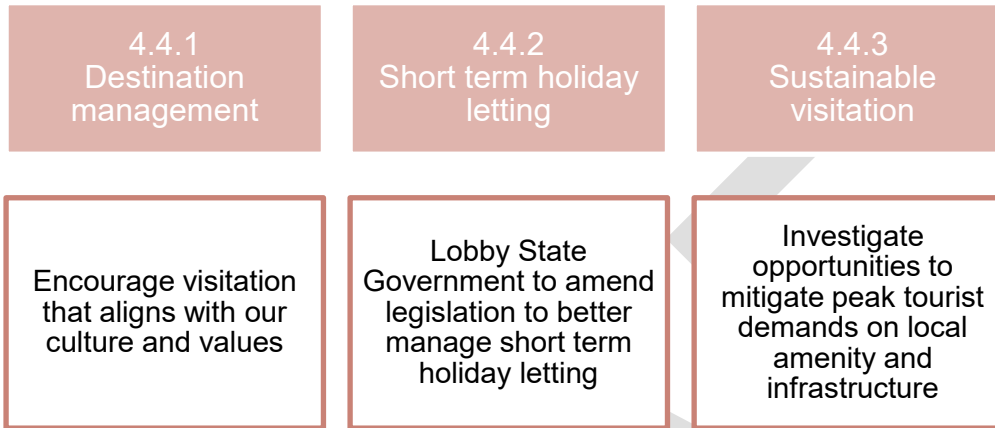 4.4.1
Destination
management
4.4.2
Short term holiday
letting
4.4.3
Sustainable
visitation
Encourage visitation
that aligns with our
culture and values
Lobby State
Government to amend
legislation to better
manage short term
holiday letting
Investigate
opportunities to
mitigate peak tourist
demands on local
amenity and
infrastructure